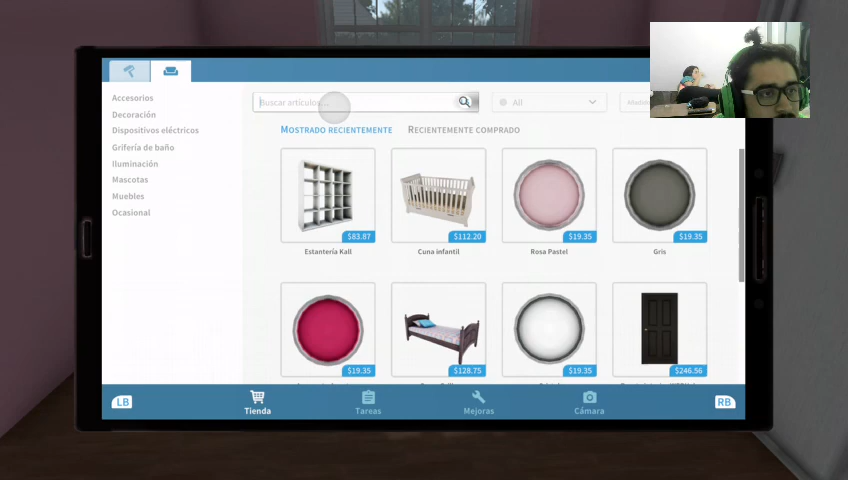 Accesorios
Decoración
Dispositivos eléctricos
Grifería de baño
Iluminación
Mascotas
Muebles
Ocasional
Buscar artículos...
All
MOSTRADO RECIENTEMENTE
RECIENTEMENTE COMPRADO
$83.87
$112.20
$19.35
$19.35
Estantería Kall
Cuna infantil
Rosa Pastel
Gris
$19.35
$128.75
$19.35
$246.56
LB
Tienda
Tareas
Mejoras
Cámara
RB